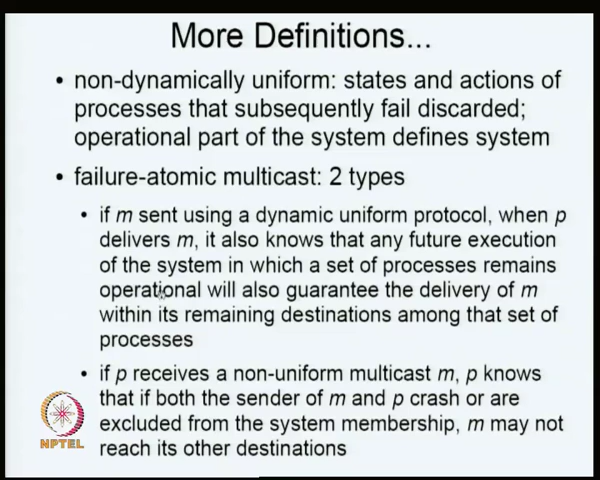 More Definitions...
• non-dynamically uniform: states and actions of
processes that subsequently fail discarded;
operational part of the system defines system
• failure-atomic multicast: 2 types
• if m sent using a dynamic uniform protocol, when p
delivers m, it also knows that any future execution
of the system in which a set of processes remains
operational will also guarantee the delivery of m
within its remaining destinations among that set of
processes
• if p receives a non-uniform multicast m, p knows
that if both the sender of m and p crash or are
excluded from the system membership, m may not
reach its other destinations
NPTEL